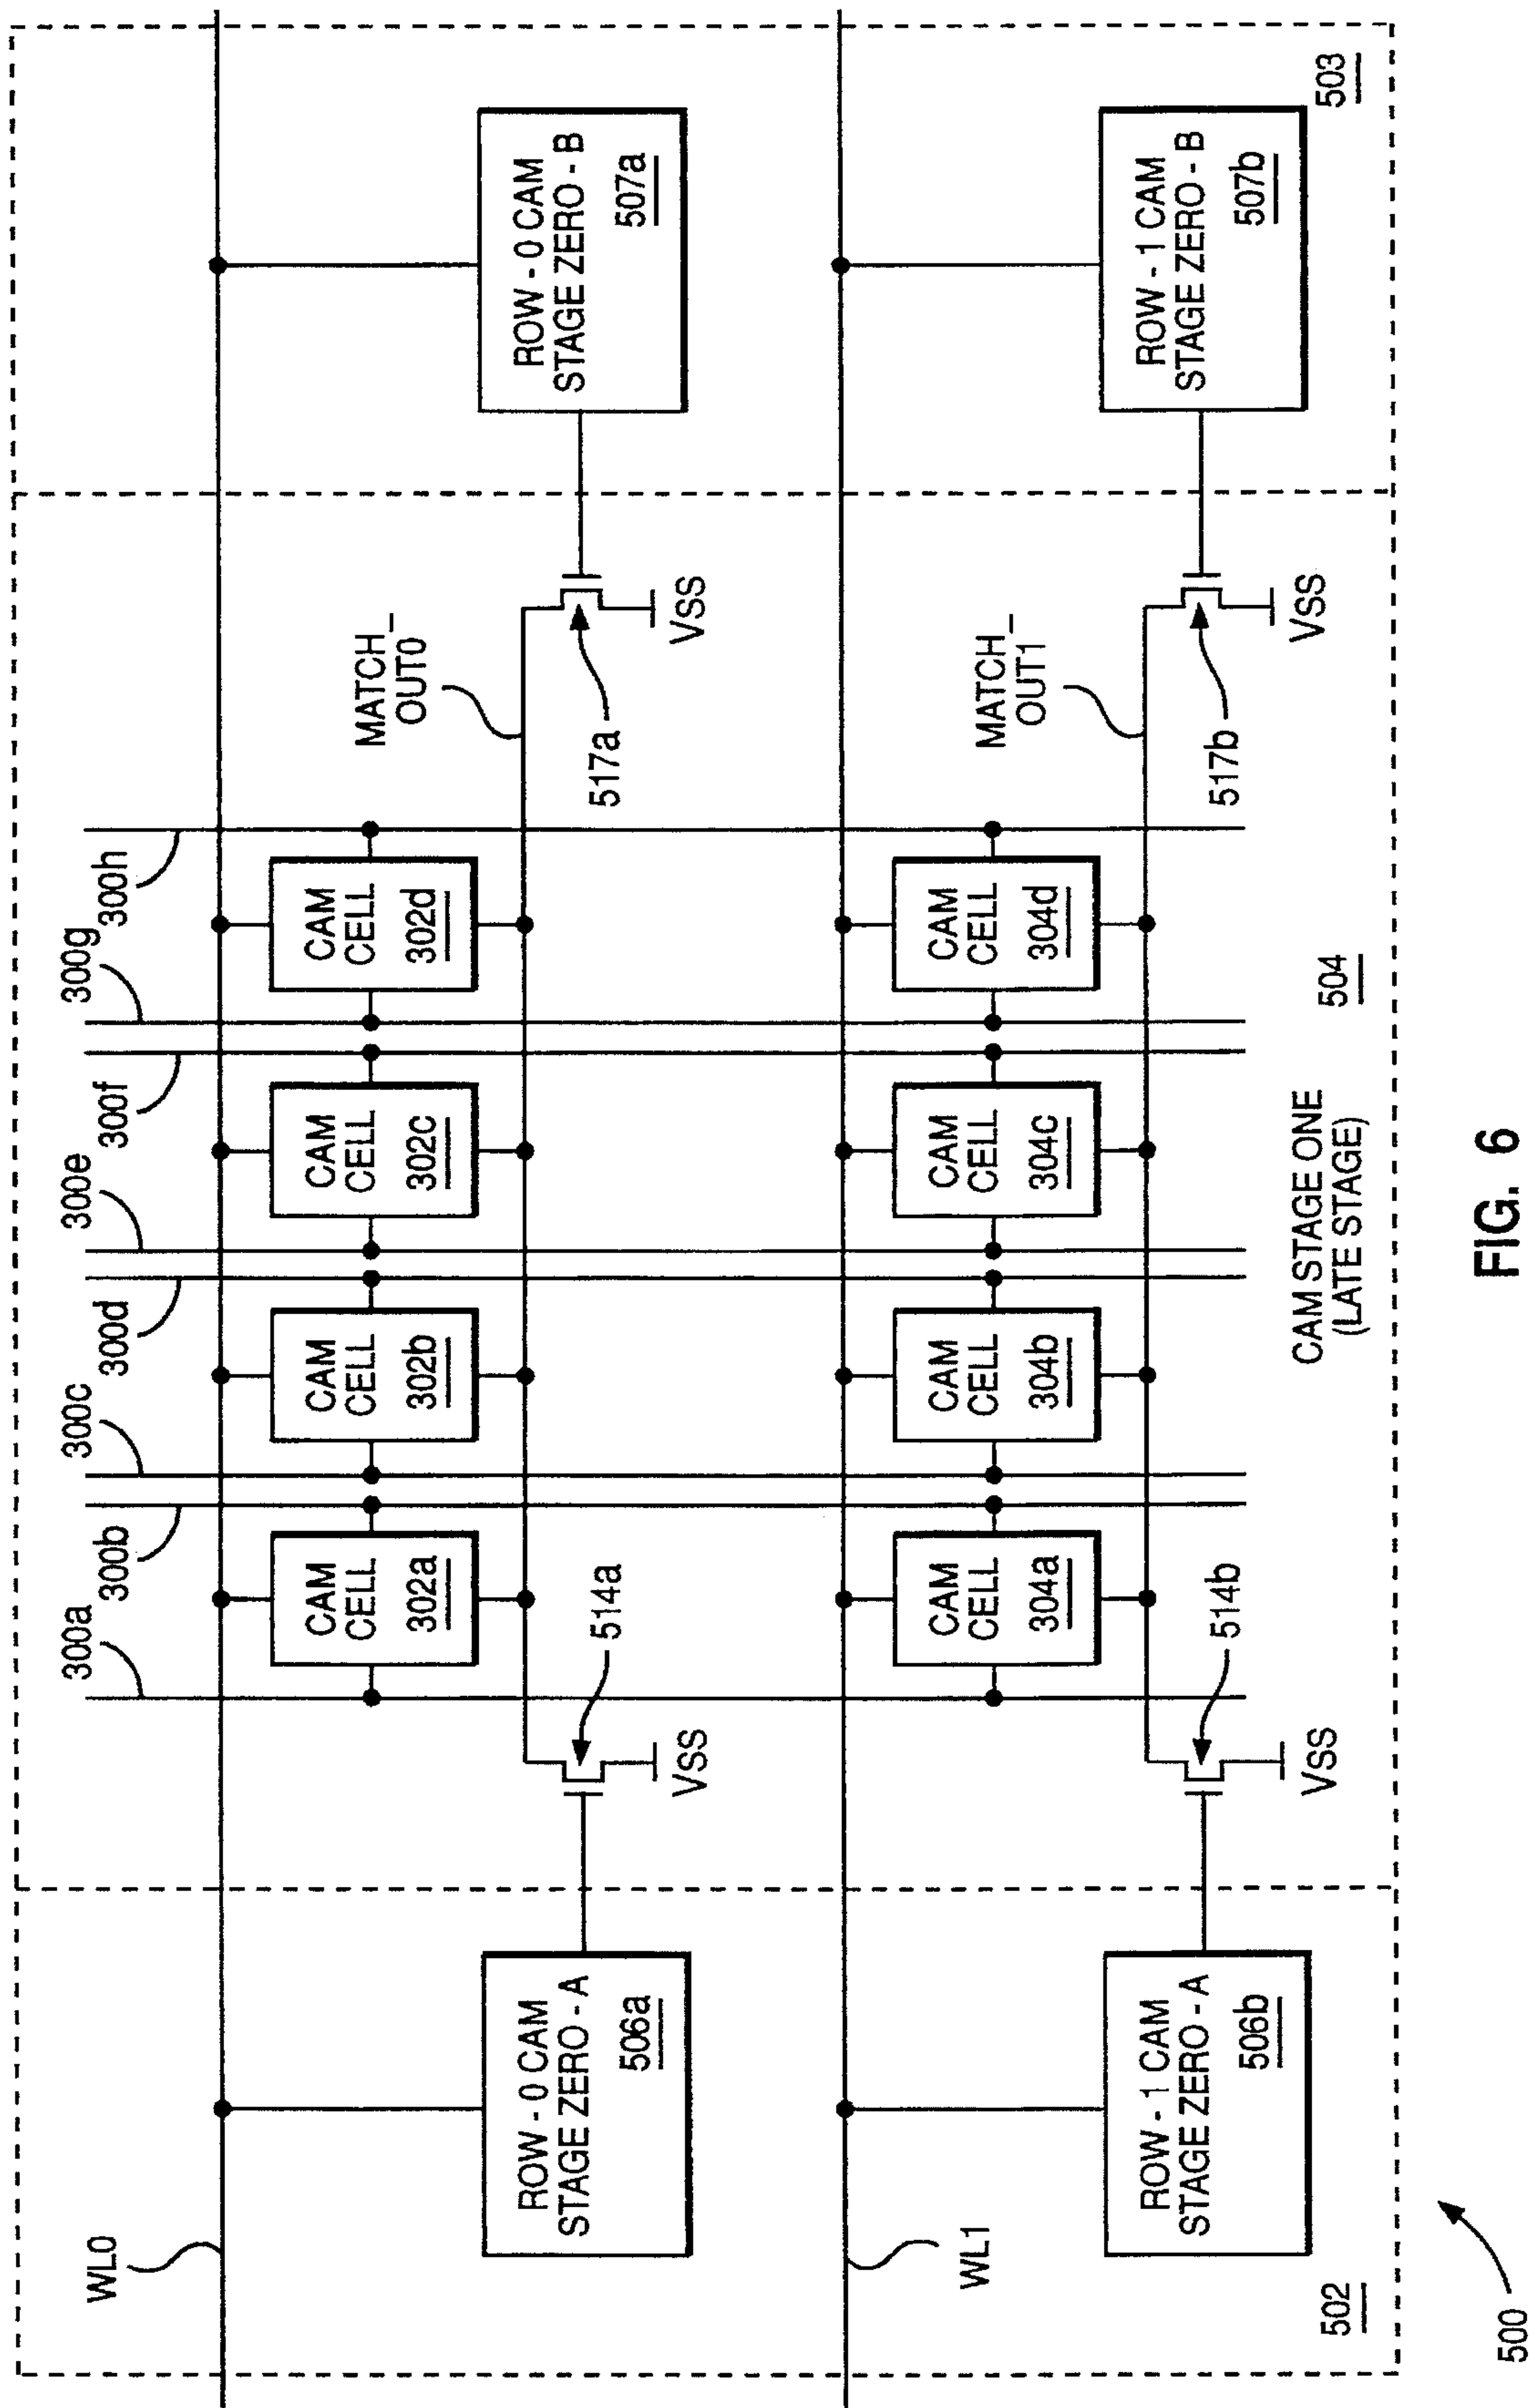 300a
300b
300c
300d
300e
300f
300g
300h
WL0
CAM
CELL
302a
CAM
CELL
302b
CAM
CELL
302c
CAM
CELL
302d
MATCH_
OUT0
ROW - 0 CAM
STAGE ZERO - A
506a
VSS
514a
517a
VSS
ROW - 0 CAM
STAGE ZERO - B
507a
WL1
CAM
CELL
304a
CAM
CELL
304b
CAM
CELL
304c
CAM
CELL
304d
MATCH_
OUT1
ROW - 1 CAM
STAGE ZERO - A
506b
VSS
514b
517b
VSS
ROW - 1 CAM
STAGE ZERO - B
507b
502
CAM STAGE ONE
(LATE STAGE)
504
503
500
FIG. 6